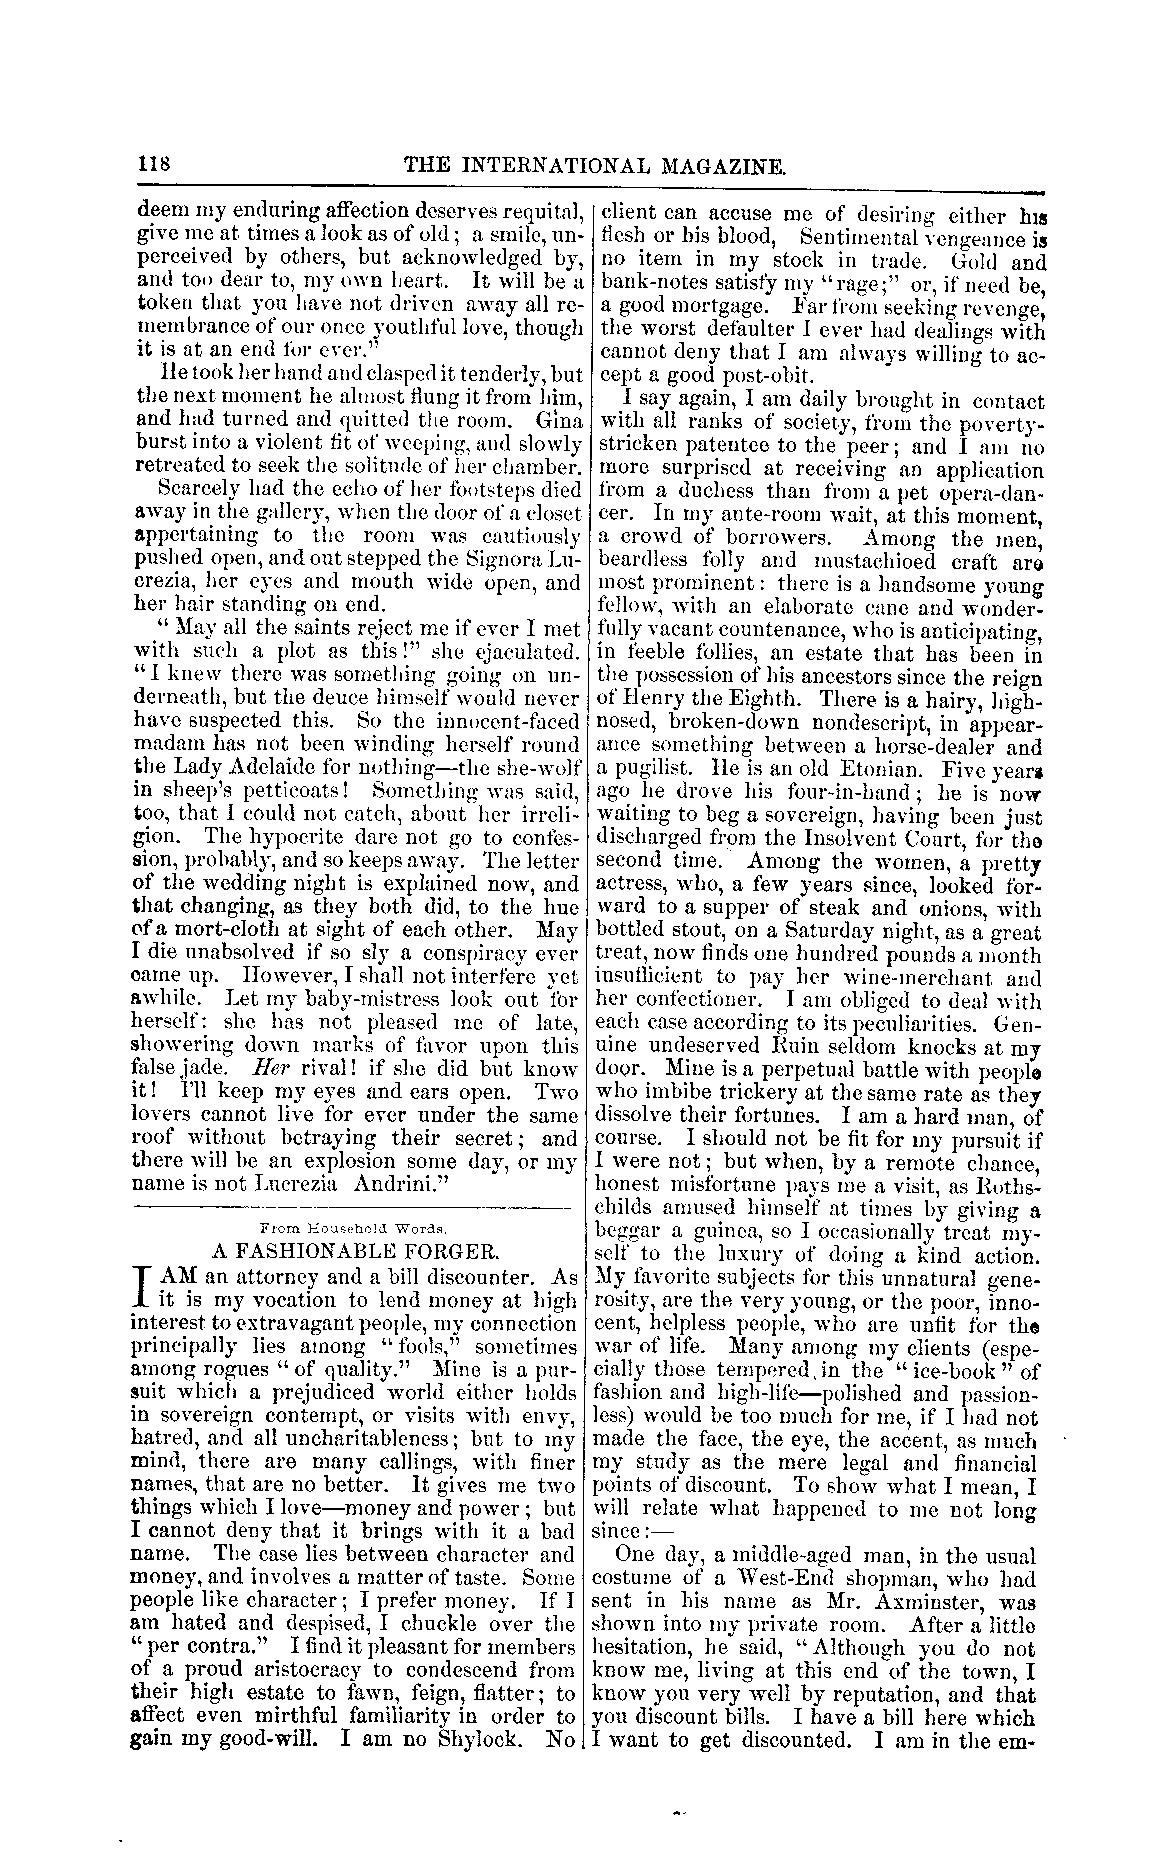 118 THE INTERNATIONAL MAGAZINE.
deem my enduring affection deserves requital,
give me at times a look as of old; a smile, un-
perceived by others, but acknowledged by,
and too dear to, my own heart. It will be a
token that you have not driven away all re-
membrance of our once youthful love, though
it is at an end for ever."
He took her hand and clasped it tenderly, but
the next moment he almost flung it from him,
and had turned and quitted the room. Gina
burst into a violent fit of weeping, and slowly
retreated to seek the solitude of her chamber.
Scarcely had the echo of her footsteps died
away in the gallery, when the door of a closet
appertaining to the room was cautiously
pushed open, and out stepped the Signora Lu-
crezia, her eyes and mouth wide open, and
her hair standing on end.
"May all the saints reject me if ever I met
with such a plot as this!" she ejaculated.
"I knew there was something going on un-
derneath, but the deuce himself would never
have suspected this. So the innocent-faced
madam has not been winding herself round
the Lady Adelaide for nothing—the she-wolf
in sheep's petticoats! Something was said,
too, that I could not catch, about her irreli-
gion. The hypocrite dare not go to confes-
sion, probably, and so keeps away. The letter
of the wedding night is explained now, and
that changing, as they both did, to the hue
of a mort-cloth at sight of each other. May
I die unabsolved if so sly a conspiracy ever
came up. However, I shall not interfere yet
awhile. Let my baby-mistress look out for
herself: she has not pleased me of late,
showering down marks of favor upon this
false jade. Her rival! if she did but know
it! I'll keep my eyes and ears open. Two
lovers cannot live for ever under the same
roof without betraying their secret; and
there will be an explosion some day, or my
name is not Lucrezia Andrini."
From Household Words.
A FASHIONABLE FORGER.
I AM an attorney and a bill discounter. As
it is my vocation to lend money at high
interest to extravagant people, my connection
principally lies among "fools," sometimes
among rogues "of quality." Mine is a pur-
suit which a prejudiced world either holds
in sovereign contempt, or visits with envy,
hatred, and all uncharitableness; but to my
mind, there are many callings, with finer
names, that are no better. It gives me two
things which I love—money and power; but
I cannot deny that it brings with it a bad
name. The case lies between character and
money, and involves a matter of taste. Some
people like character; I prefer money. If I
am hated and despised, I chuckle over the
"per contra." I find it pleasant for members
of a proud aristocracy to condescend from
their high estate to fawn, feign, flatter; to
affect even mirthful familiarity in order to
gain my good-will. I am no Shylock. No
client can accuse me of desiring either his
flesh or his blood, Sentimental vengeance is
no item in my stock in trade. Gold and
bank-notes satisfy my "rage;" or, if need be,
a good mortgage. Far from seeking revenge,
the worst defaulter I ever had dealings with
cannot deny that I am always willing to ac-
cept a good post-obit.
I say again, I am daily brought in contact
with all ranks of society, from the poverty-
stricken patentee to the peer; and I am no
more surprised at receiving an application
from a duchess than from a pet opera-dan-
cer. In my ante-room wait, at this moment,
a crowd of borrowers. Among the men,
beardless folly and mustachioed craft are
most prominent: there is a handsome young
fellow, with an elaborate cane and wonder-
fully vacant countenance, who is anticipating,
in feeble follies, an estate that has been in
the possession of his ancestors since the reign
of Henry the Eighth. There is a hairy, high-
nosed, broken-down nondescript, in appear-
ance something between a horse-dealer and
a pugilist. He is an old Etonian. Five years
ago he drove his four-in-hand; he is now
waiting to beg a sovereign, having been just
discharged from the Insolvent Court, for the
second time. Among the women, a pretty
actress, who, a few years since, looked for-
ward to a supper of steak and onions, with
bottled stout, on a Saturday night, as a great
treat, now finds one hundred pounds a month
insufficient to pay her wine-merchant and
her confectioner. I am obliged to deal with
each case according to its peculiarities. Gen-
uine undeserved Ruin seldom knocks at my
door. Mine is a perpetual battle with people
who imbibe trickery at the same rate as they
dissolve their fortunes. I am a hard man, of
course. I should not be fit for my pursuit if
I were not; but when, by a remote chance,
honest misfortune pays me a visit, as Roths-
childs amused himself at times by giving a
beggar a guinea, so I occasionally treat my-
self to the luxury of doing a kind action.
My favorite subjects for this unnatural gene-
rosity, are the very young, or the poor, inno-
cent, helpless people, who are unfit for the
war of life. Many among my clients (espe-
cially those tempered in the "ice-book" of
fashion and high-life—polished and passion-
less) would be too much for me, if I had not
made the face, the eye, the accent, as much
my study as the mere legal and financial
points of discount. To show what I mean, I
will relate what happened to me not long
since:—
One day, a middle-aged man, in the usual
costume of a West-End shopman, who had
sent in his name as Mr. Axminster, was
shown into my private room. After a little
hesitation, he said, "Although you do not
know me, living at this end of the town, I
know you very well by reputation, and that
you discount bills. I have a bill here which
I want to get discounted. I am in the em-